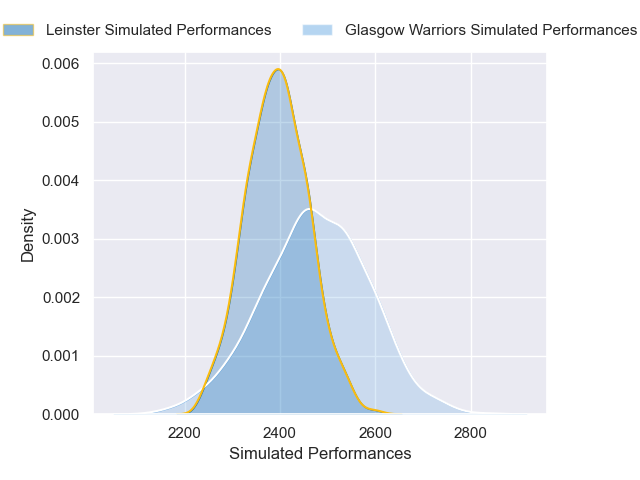 Leinster Simulated Performances
Glasgow Warriors Simulated Performances
0.006
0.005
0.004
0.003
0.002
0.001
0.000
Density
2200
2400
2600
2800
Simulated Performances